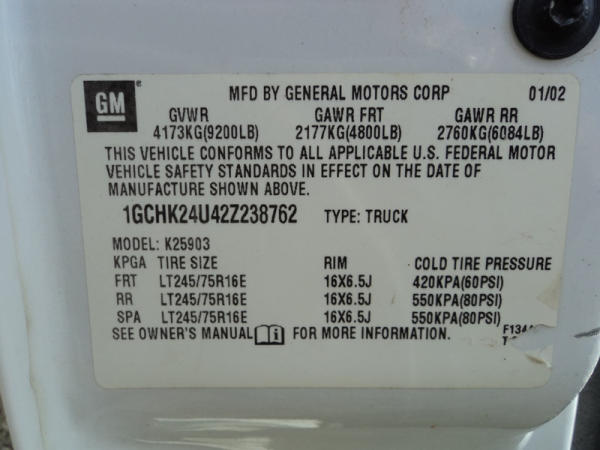 GM
MFD BY GENERAL MOTORS CORP 01/02
GVWR GAWR FRT GAWR RR
4173KG(9200LB) 2177KG(4800LB) 2760KG(6084LB)
THIS VEHICLE CONFORMS TO ALL APPLICABLE U.S. FEDERAL MOTOR
VEHICLE SAFETY STANDARDS IN EFFECT ON THE DATE OF
MANUFACTURE SHOWN ABOVE.
1GCHK24U42Z238762 TYPE: TRUCK
MODEL: K25903
KPGA TIRE SIZE RIM COLD TIRE PRESSURE
FRT LT245/75R16E 16X6.5J 420KPA(60PSI)
RR LT245/75R16E 16X6.5J 550KPA(80PSI)
SPA LT245/75R16E 16X6.5J 550KPA(80PSI)
SEE OWNER'S MANUAL FOR MORE INFORMATION.